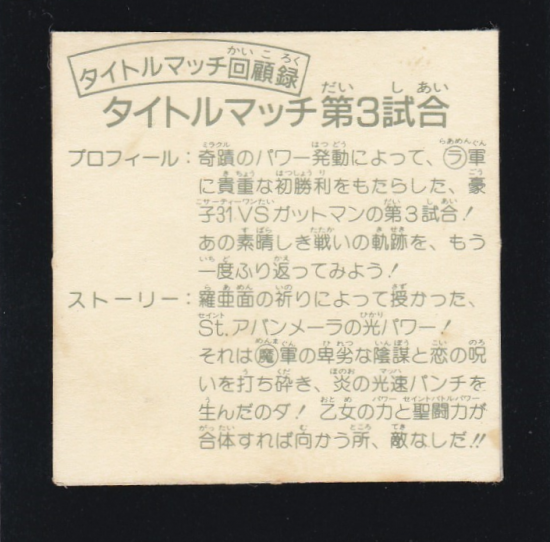 タイトルマッチ回顧録
タイトルマッチ第3試合
プロフィール：奇蹟のパワー発動によって、ラ軍
に貴重な初勝利をもたらした、豪
子31VSガットマンの第3試合！
あの素晴しき戦いの軌跡を、もう
一度ふり返ってみよう！
ストーリー：羅亜面の祈りによって授かった、
St.アバンメーラの光パワー！
それは魔軍の卑劣な陰謀と恋の呪
いを打ち砕き、炎の光速パンチを
生んだのダ！乙女の力と聖闘力が
合体すれば向かう所、敵なしだ!!